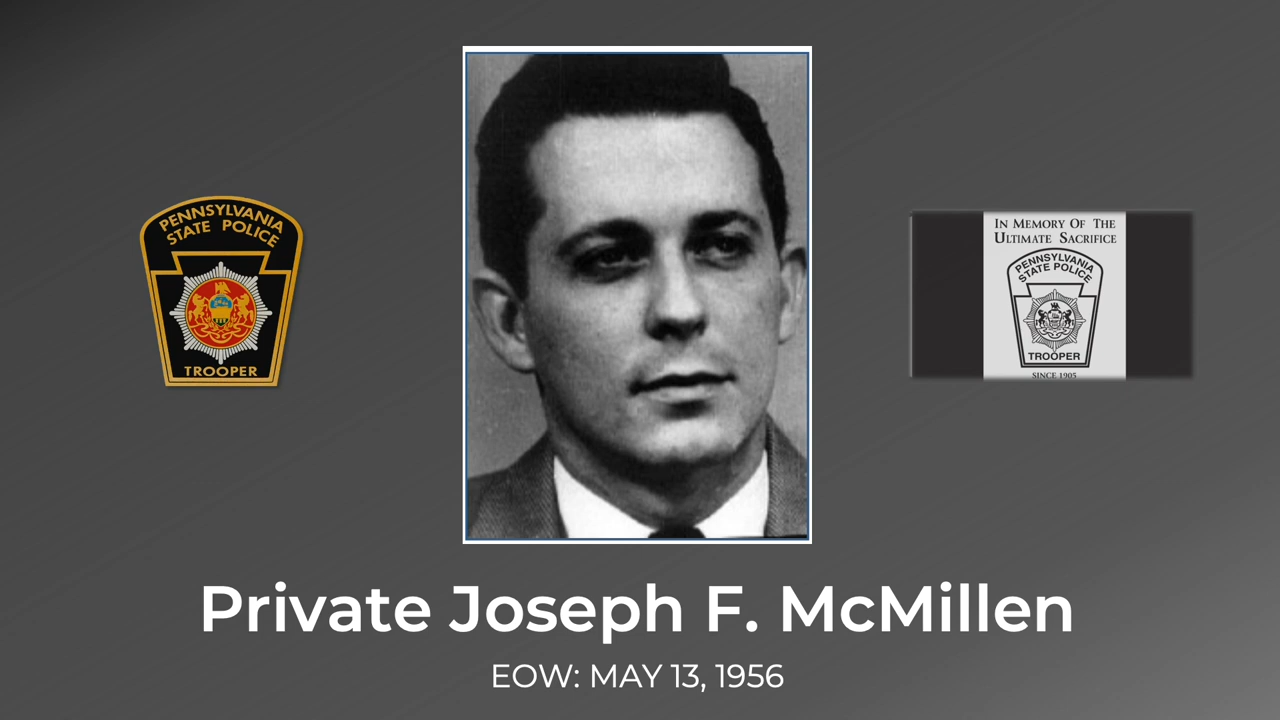 PENNSYLVANIA
STATE POLICE
TROOPER
IN MEMORY OF THE
ULTIMATE SACRIFICE
PENNSYLVANIA
STATE POLICE
TROOPER
SINCE 1905
Private Joseph F. McMillen
EOW: MAY 13, 1956